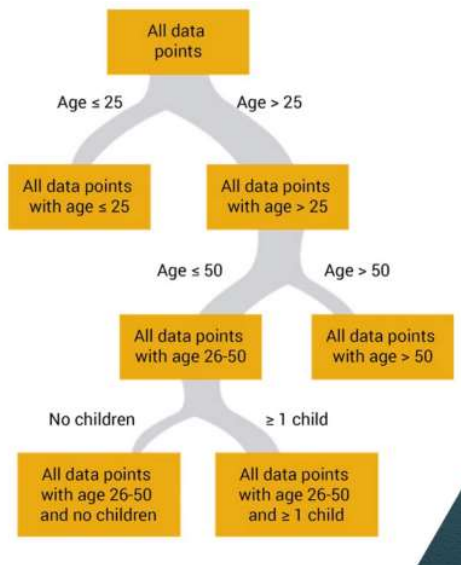 All data
points
Age ≤ 25
Age > 25
All data points
with age ≤ 25
All data points
with age > 25
Age ≤ 50
Age > 50
All data points
with age 26-50
All data points
with age > 50
No children
≥ 1 child
All data points
with age 26-50
and no children
All data points
with age 26-50
and ≥ 1 child